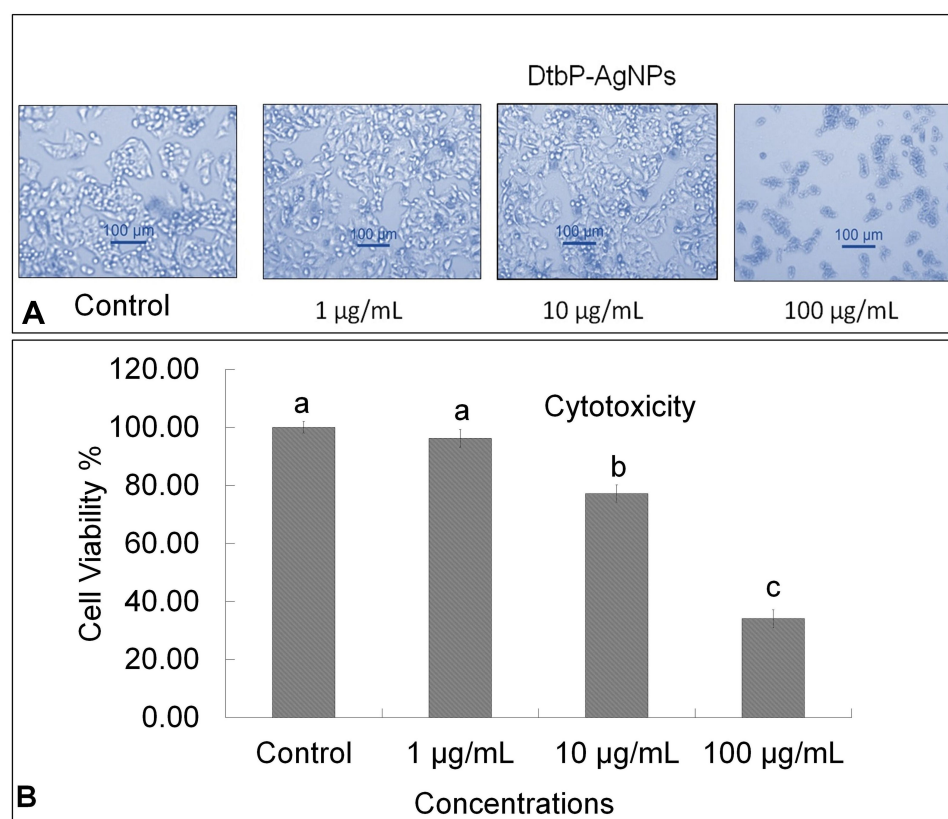 DtbP-AgNPs
100 µm
100 µm
100 µm
100 µm
A
Control
1 µg/mL
10 µg/mL
100 µg/mL
120.00
100.00
80.00
60.00
40.00
20.00
0.00
Cell Viability %
Cytotoxicity
a
a
b
c
Control
1 µg/mL
10 µg/mL
100 µg/mL
B
Concentrations